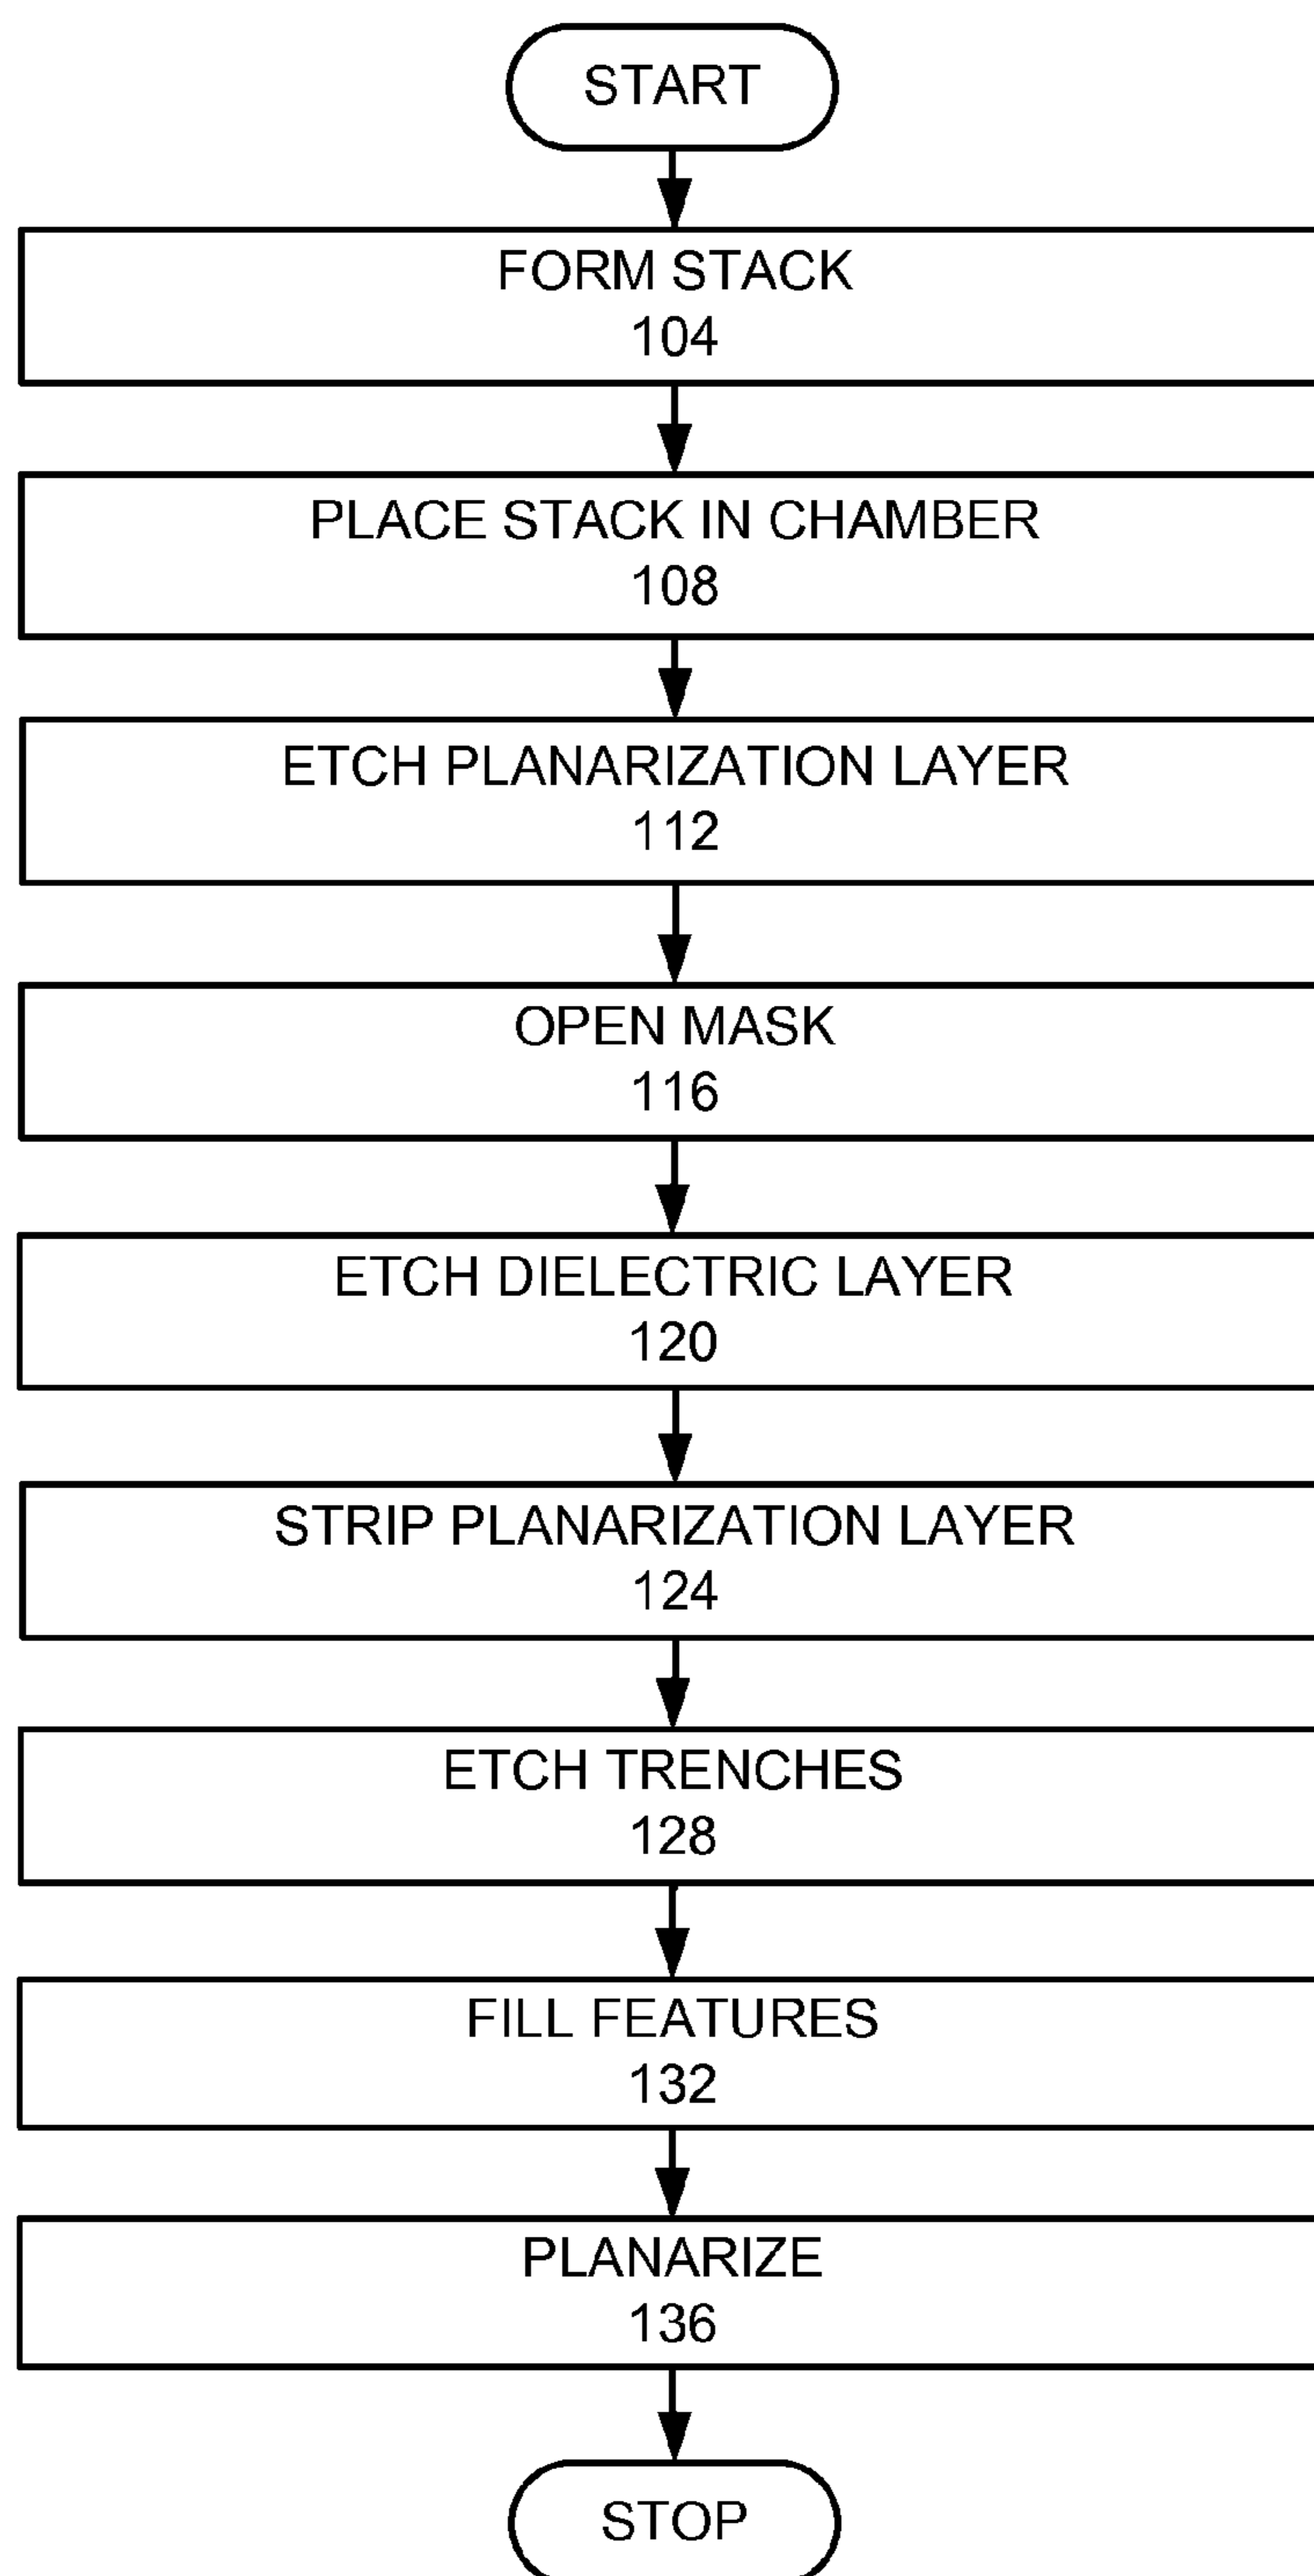 START
FORM STACK
104
PLACE STACK IN CHAMBER
108
ETCH PLANARIZATION LAYER
112
OPEN MASK
116
ETCH DIELECTRIC LAYER
120
STRIP PLANARIZATION LAYER
124
ETCH TRENCHES
128
FILL FEATURES
132
PLANARIZE
136
STOP